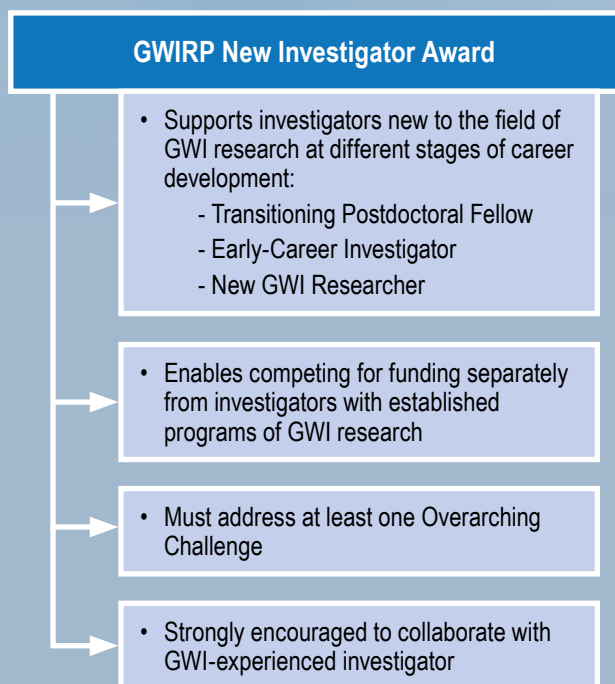 GWIRP New Investigator Award
• Supports investigators new to the field of
GWI research at different stages of career
development:
- Transitioning Postdoctoral Fellow
- Early-Career Investigator
- New GWI Researcher
• Enables competing for funding separately
from investigators with established
programs of GWI research
• Must address at least one Overarching
Challenge
• Strongly encouraged to collaborate with
GWI-experienced investigator